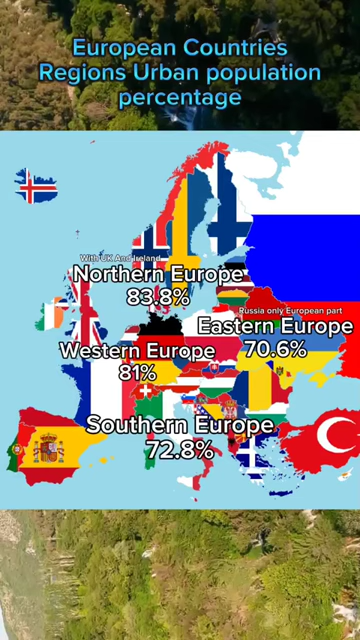 European Countries
Regions Urban population
percentage
With UK And Ireland
Northern Europe
83.8%
Russia only European part
Eastern Europe
70.6%
Western Europe
81%
Southern Europe
72.8%